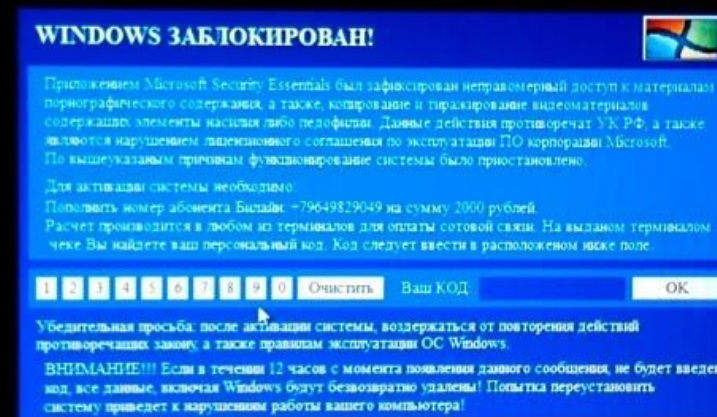 WINDOWS ЗАБЛОКИРОВАН!
Приложением Microsoft Security Essentials был зафиксирован неправомерный доступ к материалам
порнографического содержания, а также, копирование и тиражирование видеоматериалов
содержащих элементы насилия либо педофилии. Данные действия противоречат УК РФ, а также
являются нарушением лицензионного соглашения по эксплуатации ПО корпорации Microsoft.
По вышеуказаным причинам функционирование системы было приостановлено.
Для активации системы необходимо:
Пополнить номер абонента Билайн: +79649829049 на сумму 2000 рублей.
Расчет производится в любом из терминалов для оплаты сотовой связи. На выданом терминалом
чеке Вы найдете ваш персональный код. Код следует ввести в расположеном ниже поле.
1 2 3 4 5 6 7 8 9 0 Очистить Ваш КОД: OK
Убедительная просьба: после активации системы, воздержаться от повторения действий
противоречащих закону, а также правилам эксплуатации ОС Windows.
ВНИМАНИЕ!!! Если в течении 12 часов с момента появления данного сообщения, не будет введен
код, все данные, включая Windows будут безвозвратно удалены! Попытка переустановить
систему приведет к нарушениям работы вашего компьютера!